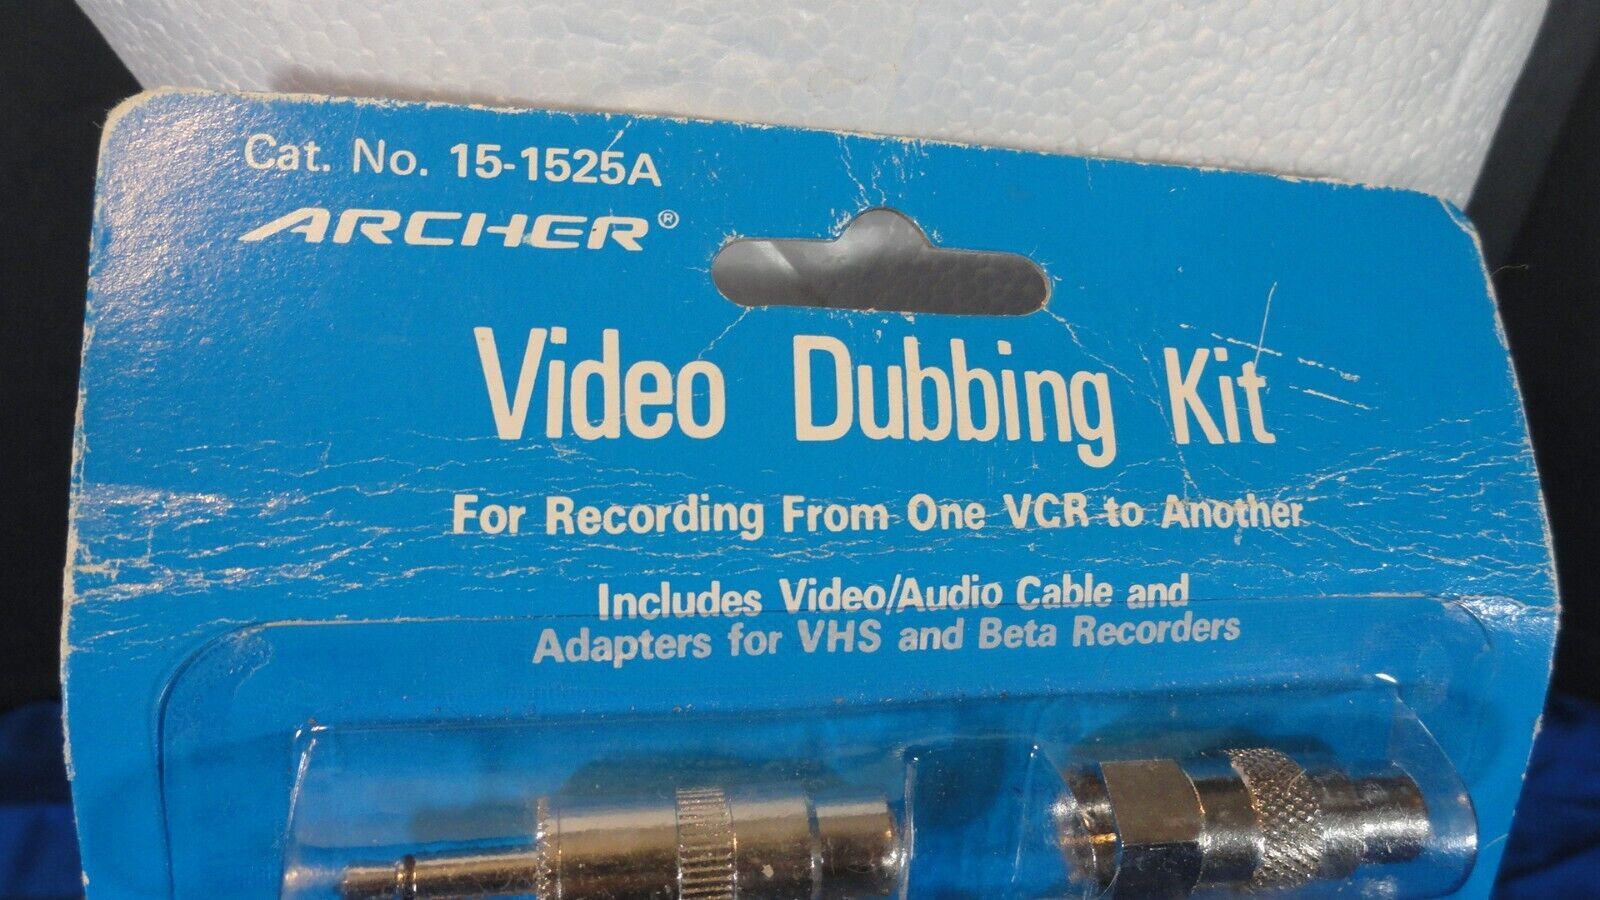 Cat. No. 15-1525A
ARCHER®
Video Dubbing Kit
For Recording From One VCR to Another
Includes Video/Audio Cable and
Adapters for VHS and Beta Recorders